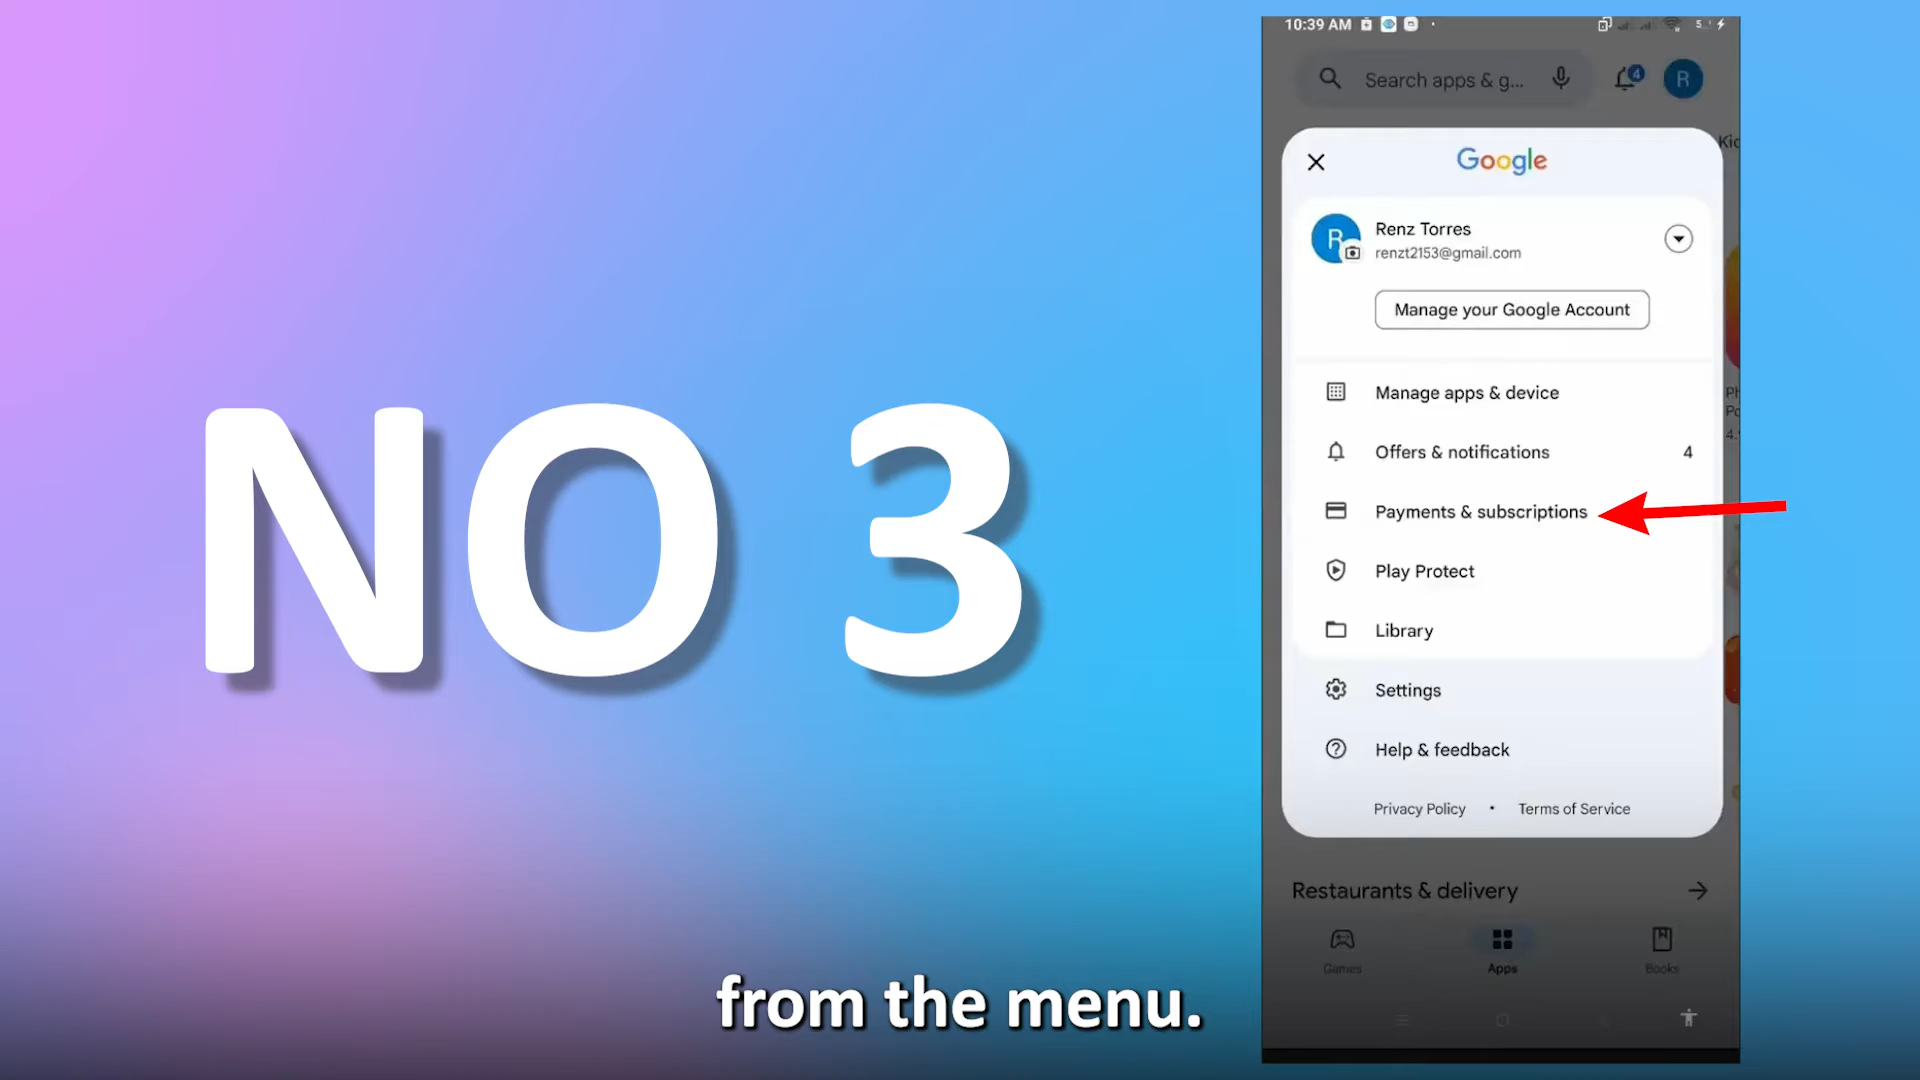 10:39 AM
Search apps & g...
4
R
Google
R
Renz Torres
renzt2153@gmail.com
Manage your Google Account
Manage apps & device
Offers & notifications 4
Payments & subscriptions
Play Protect
Library
Settings
Help & feedback
Privacy Policy • Terms of Service
Restaurants & delivery
Games Apps Books
NO 3
from the menu.